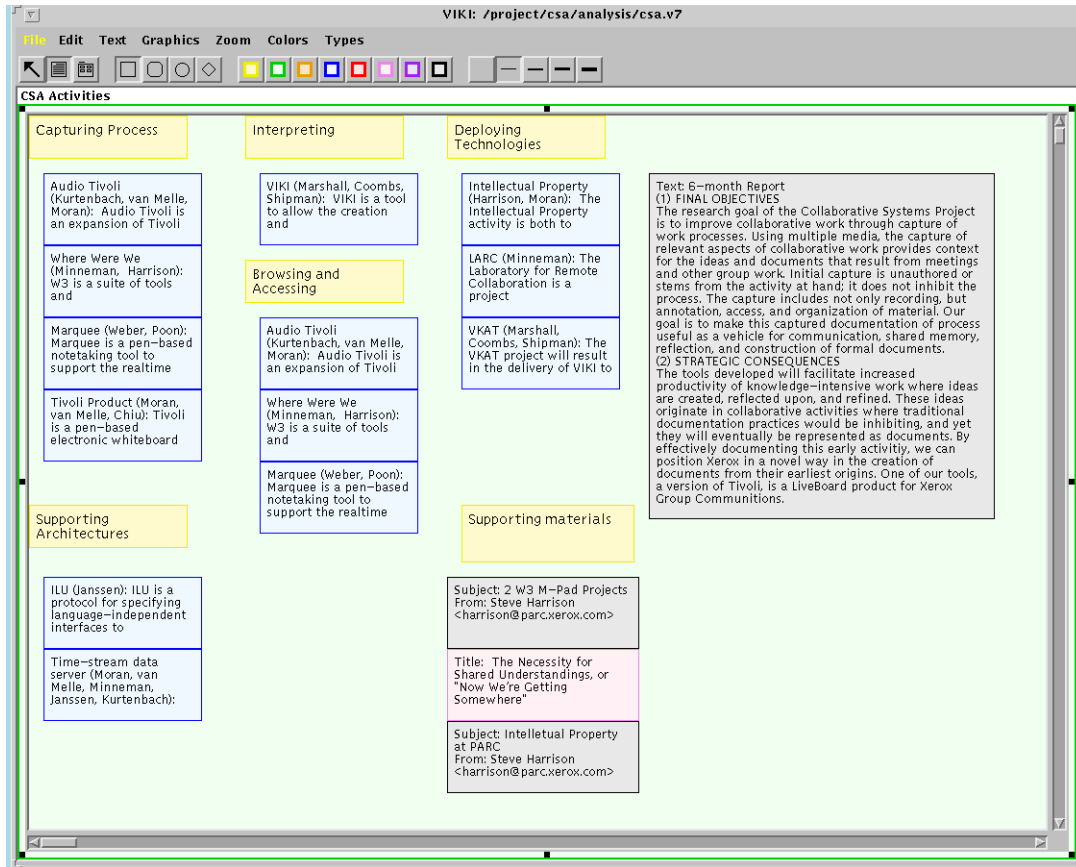 VIKI: /project/csa/analysis/csa.v7
File Edit Text Graphics Zoom Colors Types
CSA Activities
Capturing Process
Audio Tivoli
(Kurtenbach, van Melle,
Moran):  Audio Tivoli is
an expansion of Tivoli
Where Were We
(Minneman,  Harrison):
W3 is a suite of tools
and
Marquee (Weber, Poon):
Marquee is a pen-based
notetaking tool to
support the realtime
Tivoli Product (Moran,
van Melle, Chiu): Tivoli
is a pen-based
electronic whiteboard
Supporting
Architectures
ILU (Janssen): ILU is a
protocol for specifying
language-independent
interfaces to
Time-stream data
server (Moran, van
Melle, Minneman,
Janssen, Kurtenbach):
Interpreting
VIKI (Marshall, Coombs,
Shipman):  VIKI is a tool
to allow the creation
and
Browsing and
Accessing
Audio Tivoli
(Kurtenbach, van Melle,
Moran):  Audio Tivoli is
an expansion of Tivoli
Where Were We
(Minneman,  Harrison):
W3 is a suite of tools
and
Marquee (Weber, Poon):
Marquee is a pen-based
notetaking tool to
support the realtime
Deploying
Technologies
Intellectual Property
(Harrison, Moran):  The
Intellectual Property
activity is both to
LARC (Minneman): The
Laboratory for Remote
Collaboration is a
project
VKAT (Marshall,
Coombs, Shipman): The
VKAT project will result
in the delivery of VIKI to
Supporting materials
Subject: 2 W3 M-Pad Projects
From: Steve Harrison
<harrison@parc.xerox.com>
Title:  The Necessity for
Shared Understandings, or
"Now We're Getting
Somewhere"
Subject: Intelletual Property
at PARC
From: Steve Harrison
<harrison@parc.xerox.com>
Text: 6-month Report
(1) FINAL OBJECTIVES
The research goal of the Collaborative Systems Project
is to improve collaborative work through capture of
work processes. Using multiple media, the capture of
relevant aspects of collaborative work provides context
for the ideas and documents that result from meetings
and other group work. Initial capture is unauthored or
stems from the activity at hand; it does not inhibit the
process. The capture includes not only recording, but
annotation, access, and organization of material. Our
goal is to make this captured documentation of process
useful as a vehicle for communication, shared memory,
reflection, and construction of formal documents.
(2) STRATEGIC CONSEQUENCES
The tools developed will facilitate increased
productivity of knowledge-intensive work where ideas
are created, reflected upon, and refined. These ideas
originate in collaborative activities where traditional
documentation practices would be inhibiting, and yet
they will eventually be represented as documents. By
effectively documenting this early activitiy, we can
position Xerox in a novel way in the creation of
documents from their earliest origins. One of our tools,
a version of Tivoli, is a LiveBoard product for Xerox
Group Communitions.